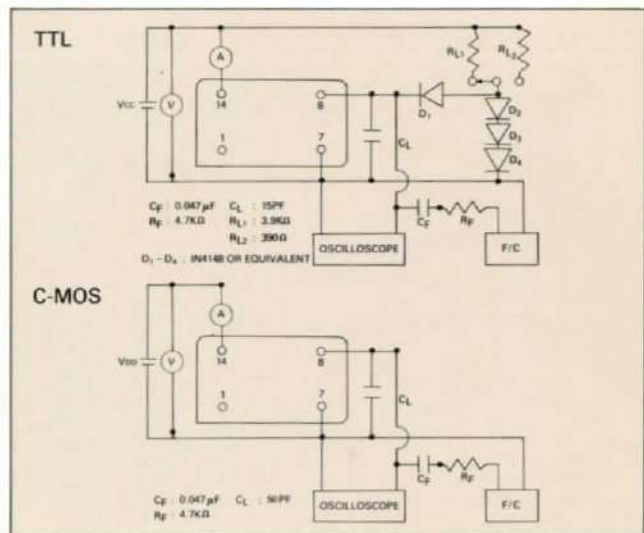 TTL
A
RL1
RL2
VCC
V
14
8
D1
D2
1
7
CL
D3
D4
CF : 0.047μF CL : 15PF
RF : 4.7KΩ RL1 : 3.9KΩ
RL2 : 390Ω
CF
RF
D1-D4 : IN4148 OR EQUIVALENT
OSCILLOSCOPE
F/C
C-MOS
A
VDD
V
14
8
1
7
CL
CF
RF
CF : 0.047μF CL : 50PF
RF : 4.7KΩ
OSCILLOSCOPE
F/C